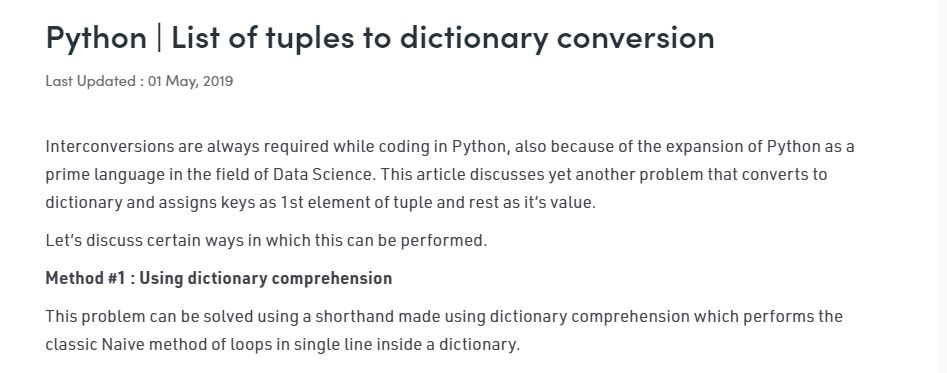 Python | List of tuples to dictionary conversion
Last Updated : 01 May, 2019
Interconversions are always required while coding in Python, also because of the expansion of Python as a
prime language in the field of Data Science. This article discusses yet another problem that converts to
dictionary and assigns keys as 1st element of tuple and rest as it’s value.
Let’s discuss certain ways in which this can be performed.
Method #1 : Using dictionary comprehension
This problem can be solved using a shorthand made using dictionary comprehension which performs the
classic Naive method of loops in single line inside a dictionary.